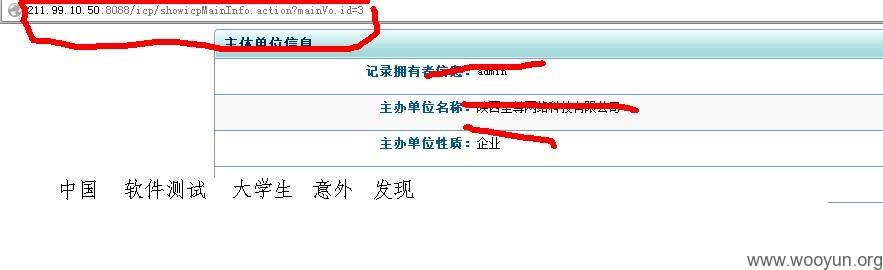 211.99.10.50:8088/icp/showicpMainInfo.action?mainVo.id=3
主体单位信息
记录拥有者信息：admin
主办单位名称：陕西至尊网络科技有限公司
主办单位性质：企业
中国 软件测试 大学生 意外 发现
www.wooyun.org